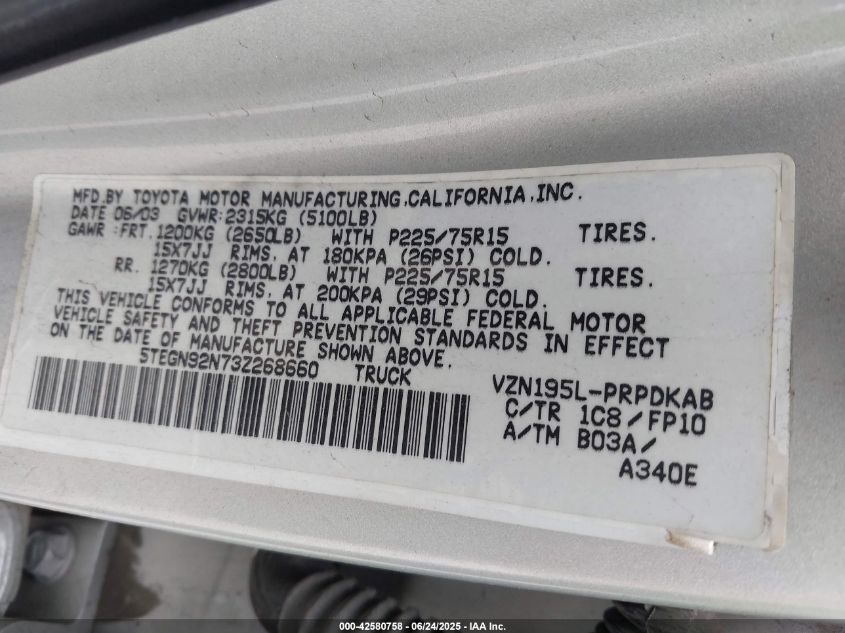 MFD.BY TOYOTA MOTOR MANUFACTURING,CALIFORNIA,INC.
DATE 06/03 GVWR:2315KG (5100LB)
GAWR:FRT.1200KG (2650LB) WITH P225/75R15 TIRES.
15X7JJ RIMS, AT 180KPA (26PSI) COLD.
RR. 1270KG (2800LB) WITH P225/75R15 TIRES.
15X7JJ RIMS, AT 200KPA (29PSI) COLD.
THIS VEHICLE CONFORMS TO ALL APPLICABLE FEDERAL MOTOR
VEHICLE SAFETY AND THEFT PREVENTION STANDARDS IN EFFECT
ON THE DATE OF MANUFACTURE SHOWN ABOVE.
5TEGN92N73Z268660 TRUCK
VZN195L-PRPDKAB
C/TR 1C8/FP10
A/TM B03A/
A340E
000-42580758 - 06/24/2025 - IAA Inc.